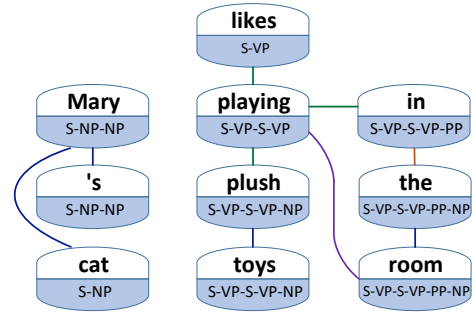 likes
S-VP
Mary
S-NP-NP
playing
S-VP-S-VP
in
S-VP-S-VP-PP
's
S-NP-NP
plush
S-VP-S-VP-NP
the
S-VP-S-VP-PP-NP
cat
S-NP
toys
S-VP-S-VP-NP
room
S-VP-S-VP-PP-NP